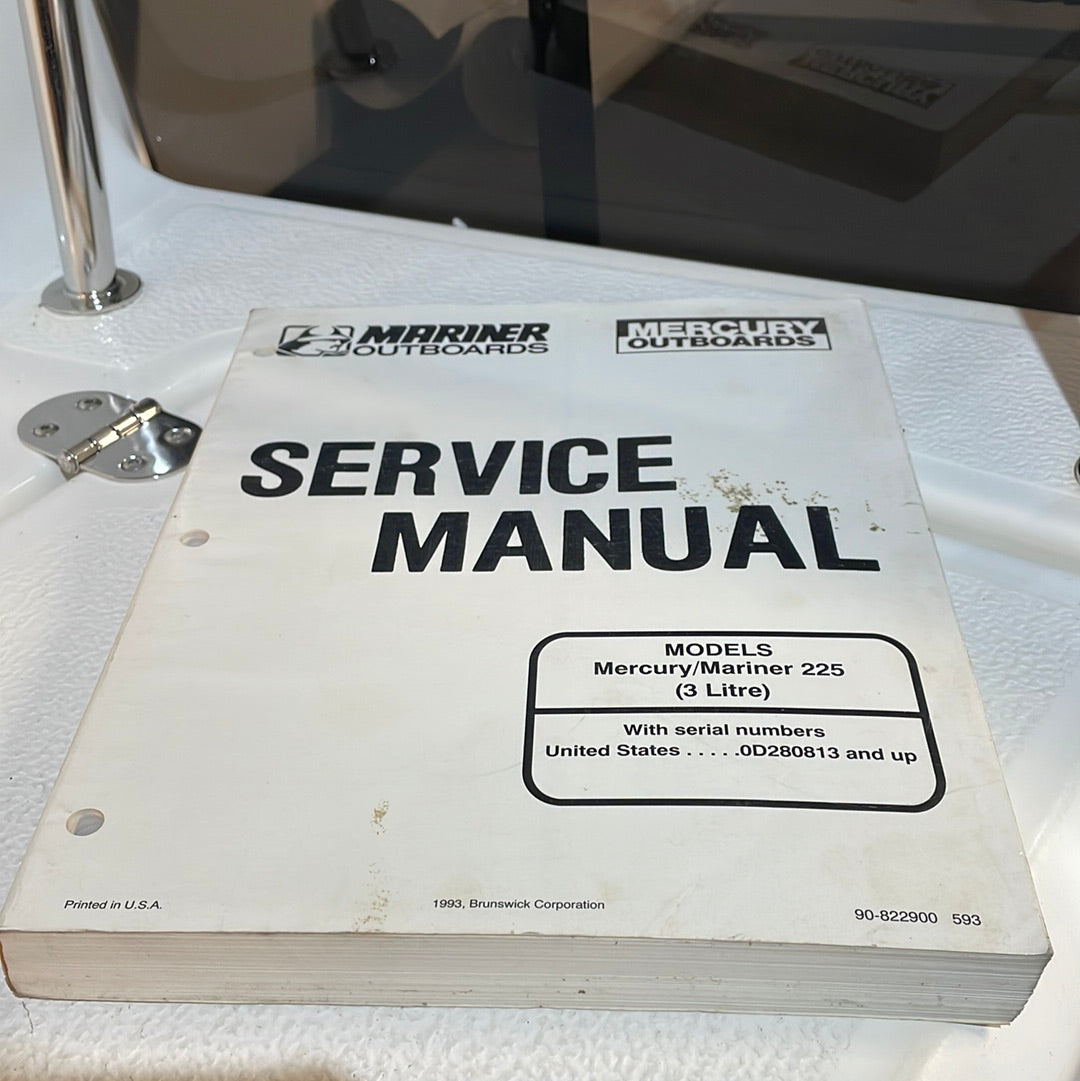 MARINER
OUTBOARDS
MERCURY
OUTBOARDS
SERVICE
MANUAL
MODELS
Mercury/Mariner 225
(3 Litre)
With serial numbers
United States . . . . .0D280813 and up
Printed in U.S.A.
1993, Brunswick Corporation
90-822900 593